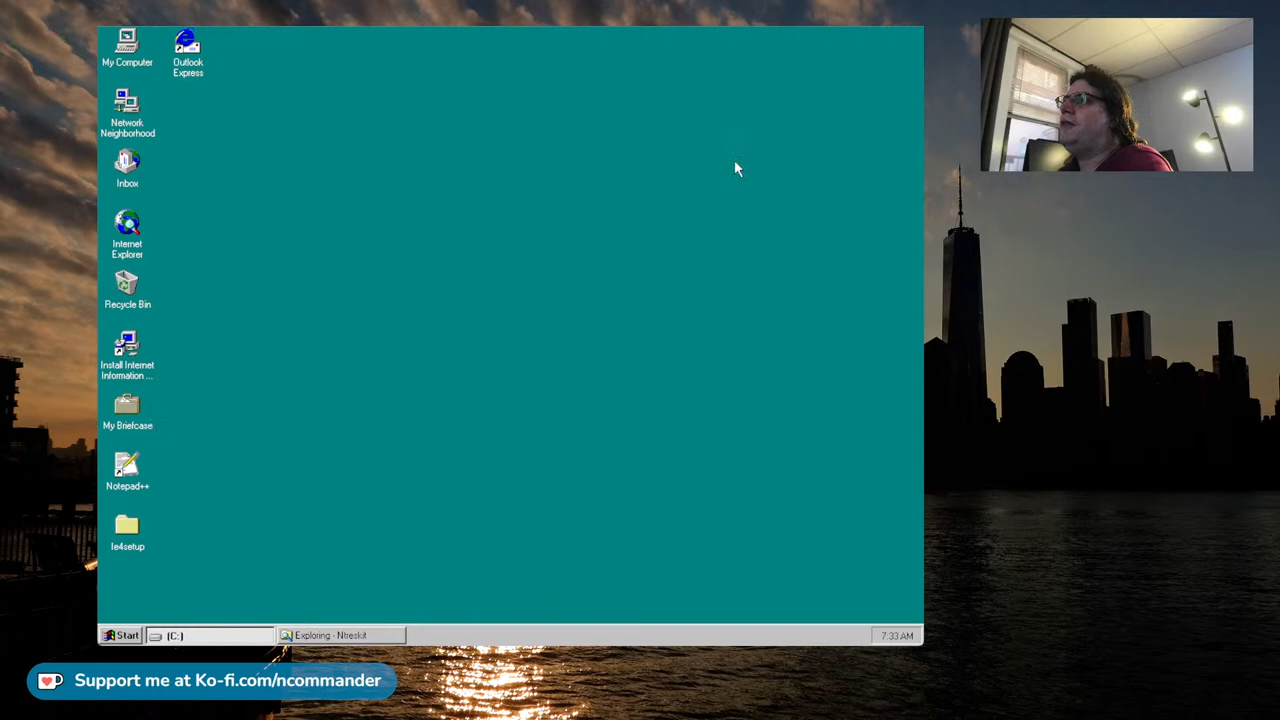 My Computer
Outlook
Express
Network
Neighborhood
Inbox
Internet
Explorer
Recycle Bin
Install Internet
Information ...
My Briefcase
Notepad++
Ie4setup
Start
(C:)
Exploring - Ntreskit
7:33 AM
Support me at Ko-fi.com/ncommander